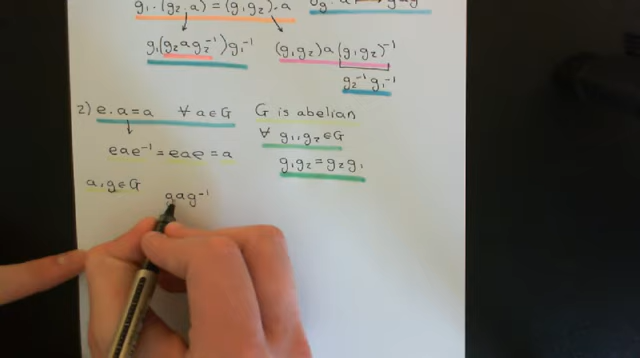 g₁·(g₂·a) = (g₁g₂)·a
g₁(g₂ag₂⁻¹)g₁⁻¹ (g₁g₂)a(g₁g₂)⁻¹
g₂⁻¹g₁⁻¹
2) e·a=a ∀ a∈G G is abelian
∀ g₁,g₂∈G
eae⁻¹ = eae = a g₁g₂=g₂g₁
a,g∈G
gag⁻¹